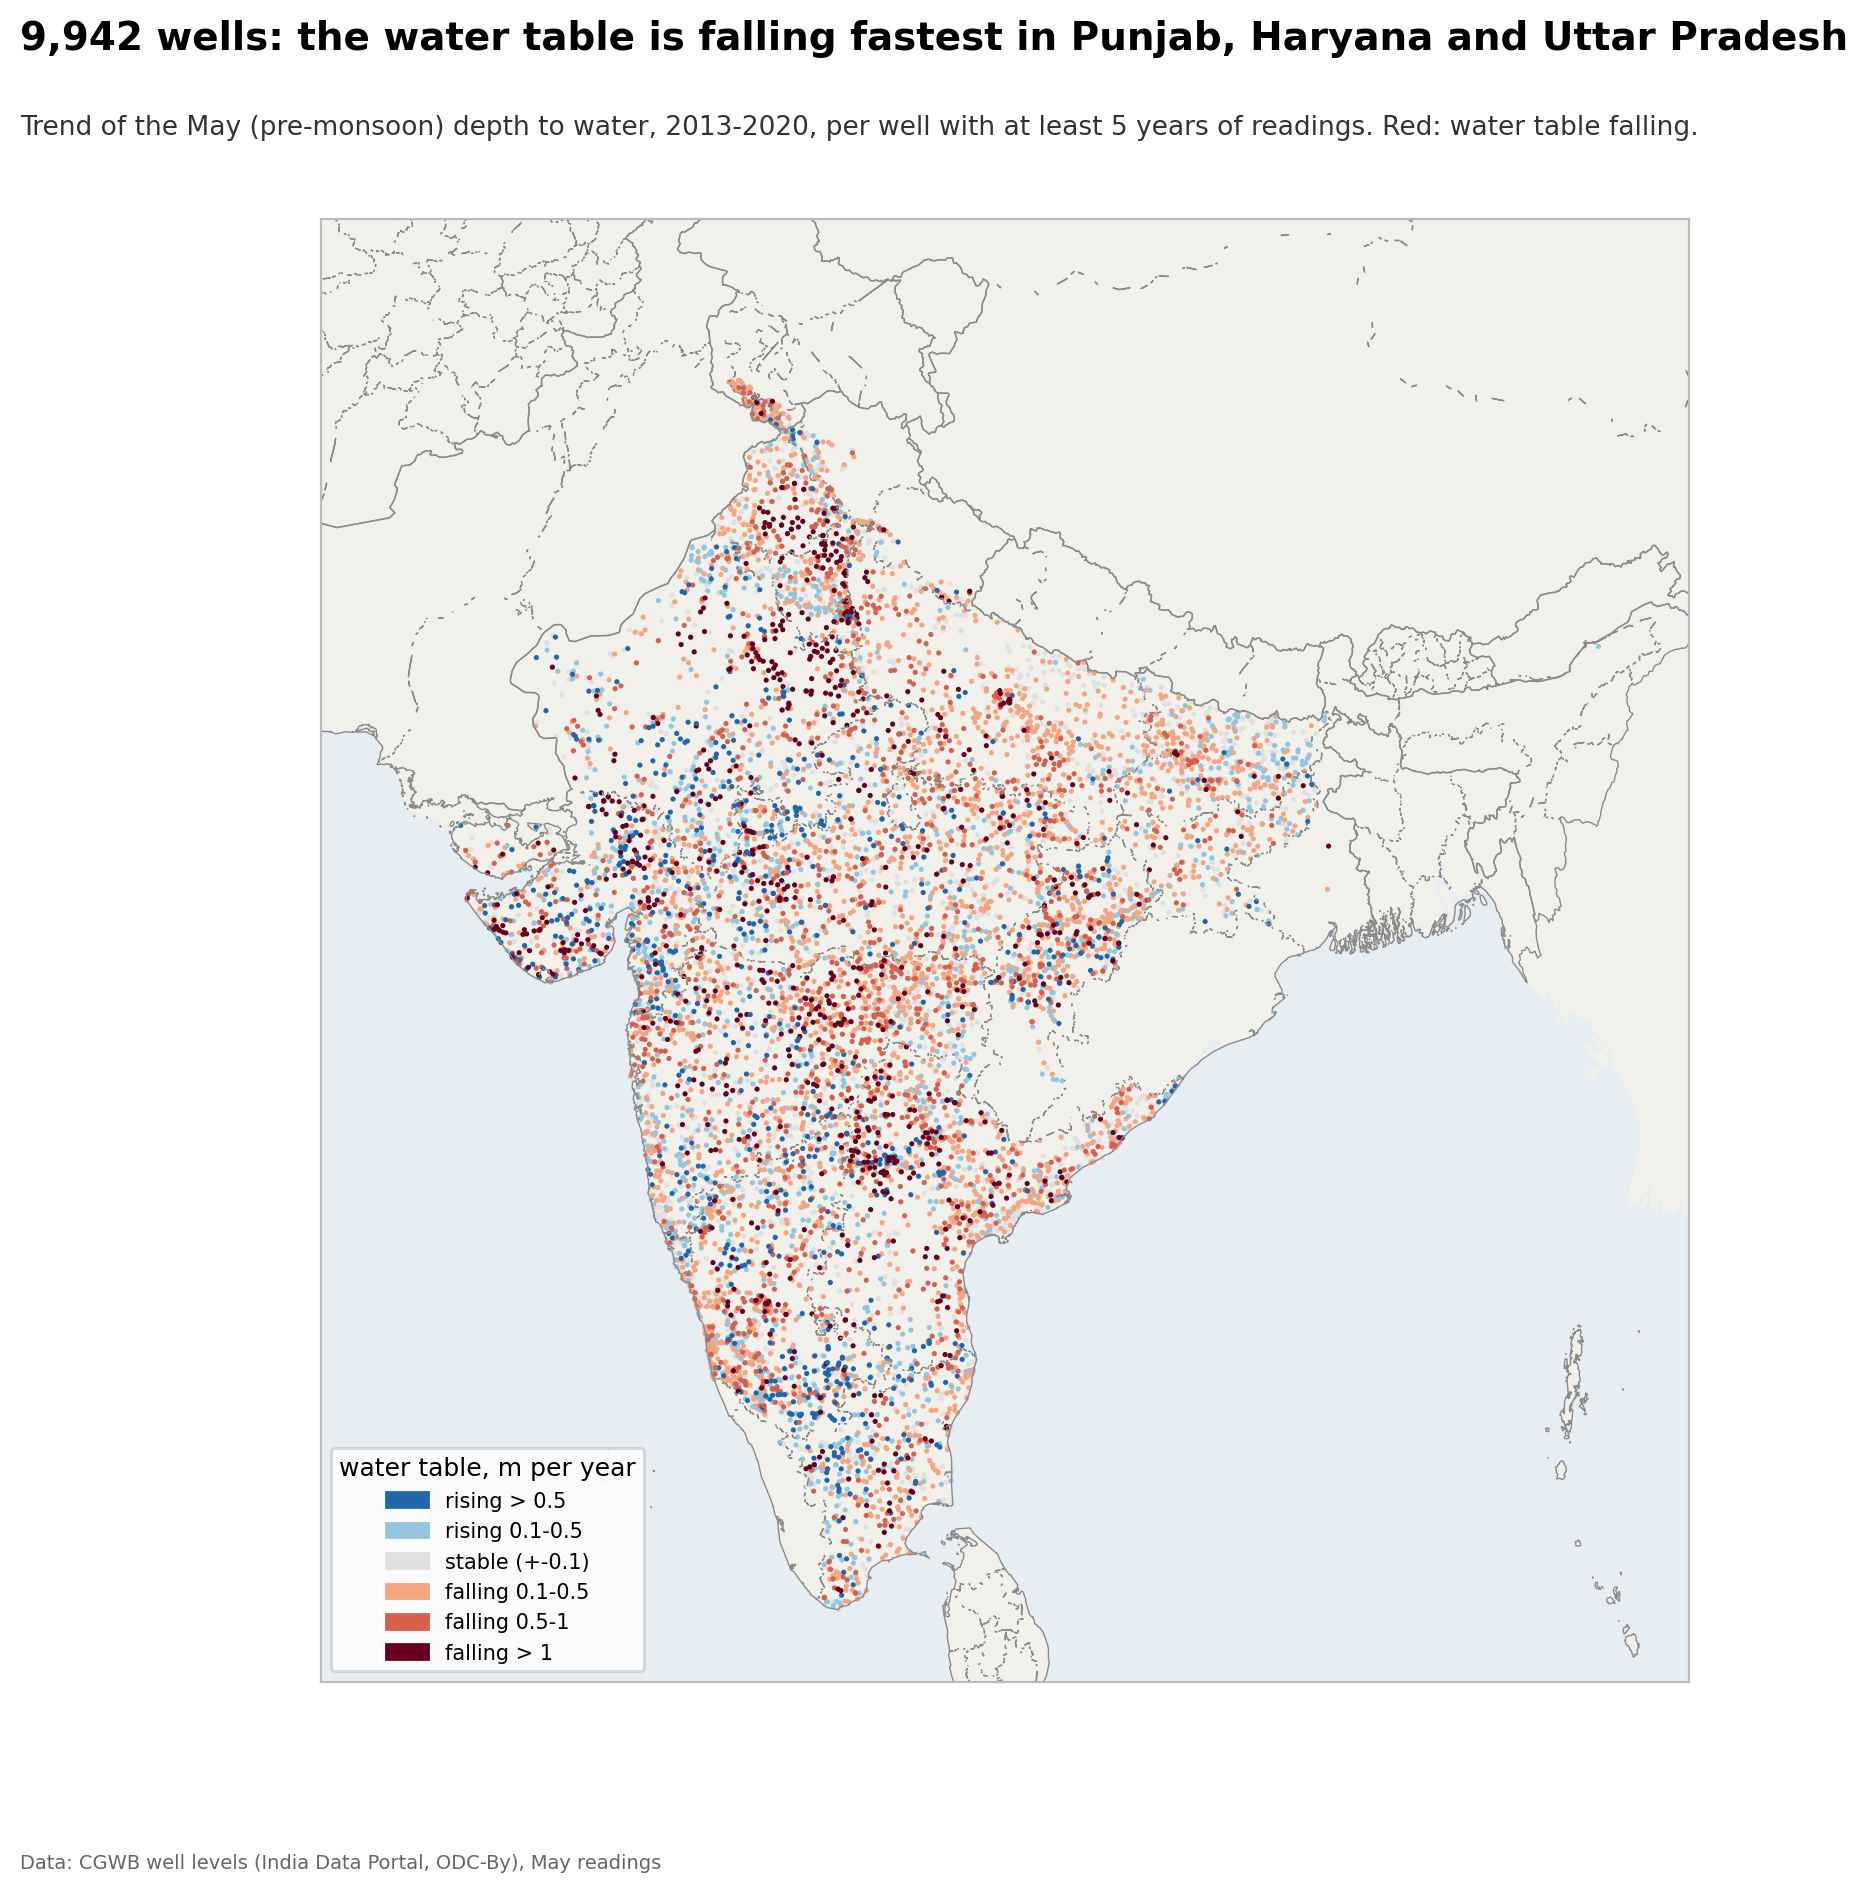 9,942 wells: the water table is falling fastest in Punjab, Haryana and Uttar Pradesh
Trend of the May (pre-monsoon) depth to water, 2013-2020, per well with at least 5 years of readings. Red: water table falling.
water table, m per year
rising > 0.5
rising 0.1-0.5
stable (+-0.1)
falling 0.1-0.5
falling 0.5-1
falling > 1
Data: CGWB well levels (India Data Portal, ODC-By), May readings